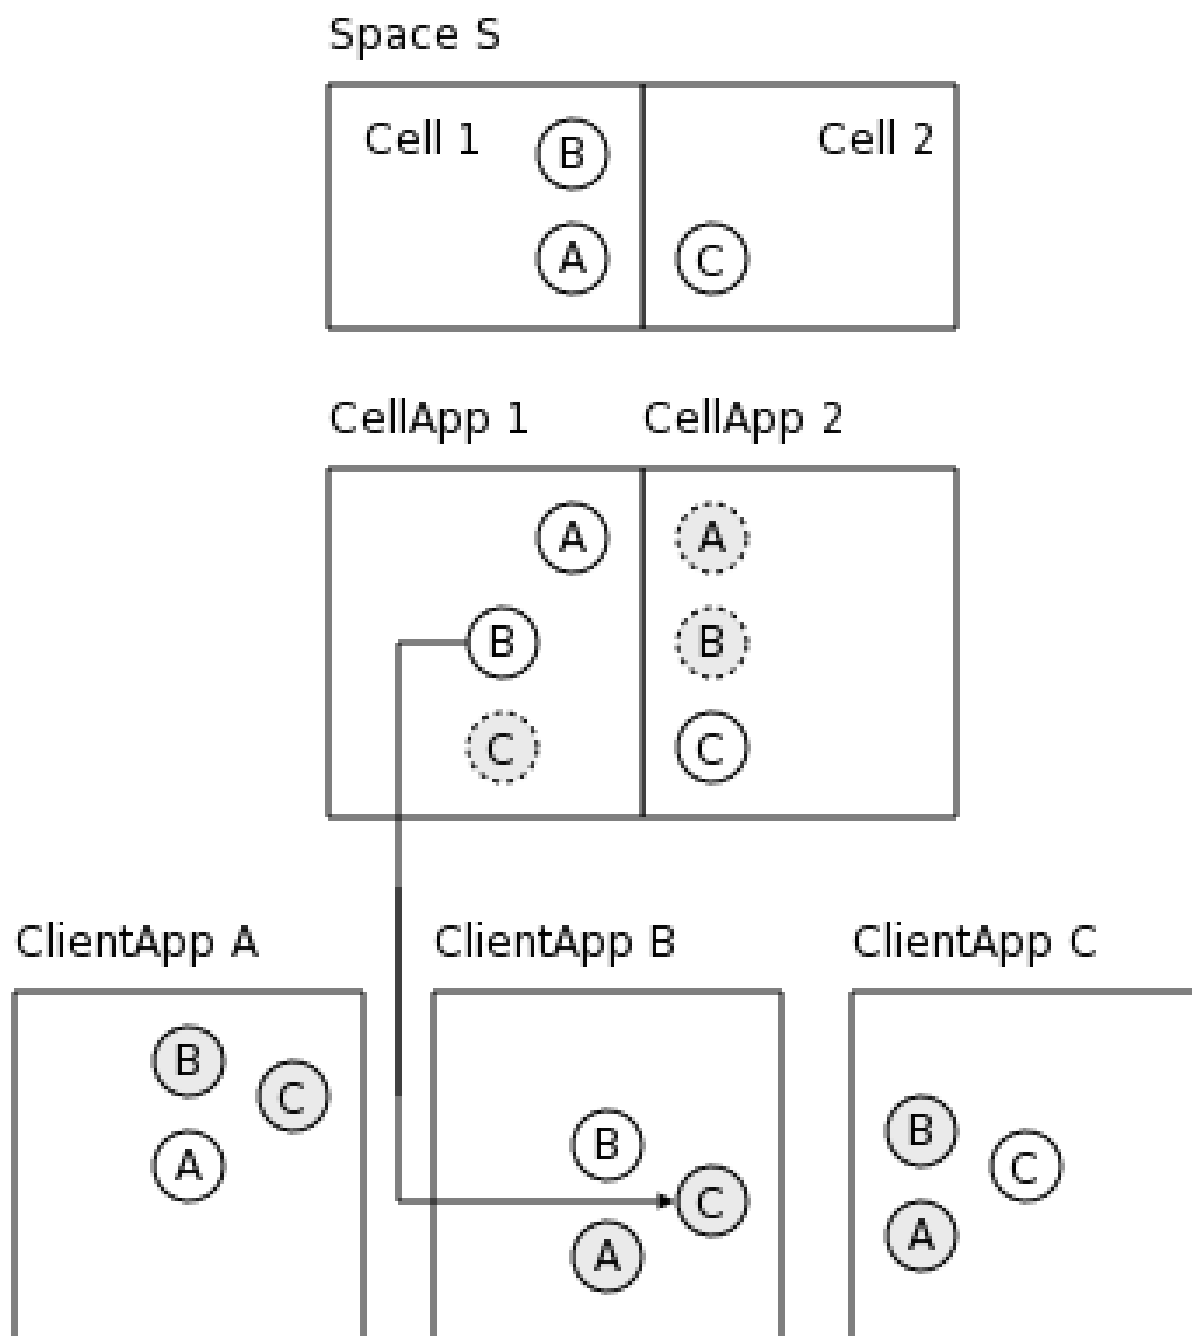 Space S
Cell 1 B Cell 2
A C
CellApp 1 CellApp 2
A A
B B
C C
ClientApp A ClientApp B ClientApp C
B C A
B C A
B C A